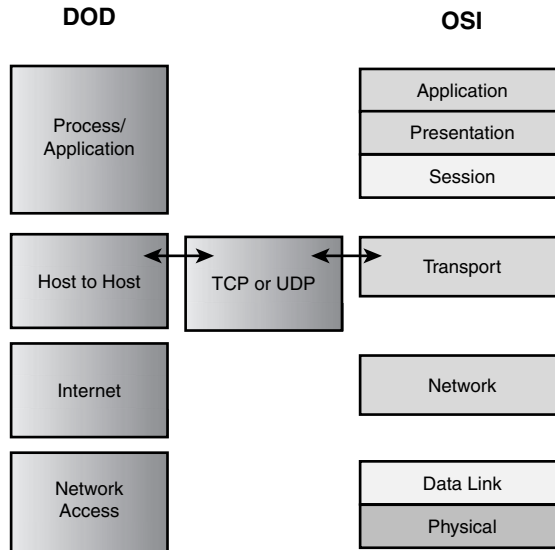 DOD
OSI
Process/
Application
Application
Presentation
Session
Host to Host
TCP or UDP
Transport
Internet
Network
Network
Access
Data Link
Physical